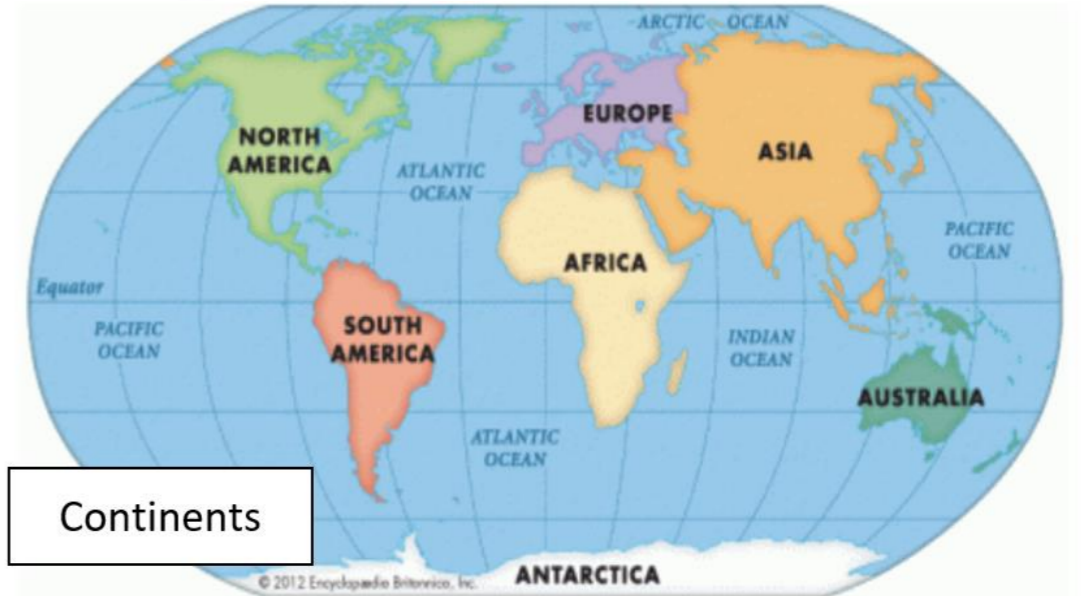 ARCTIC OCEAN
NORTH
AMERICA
EUROPE
ASIA
ATLANTIC
OCEAN
PACIFIC
OCEAN
AFRICA
Equator
PACIFIC
OCEAN
SOUTH
AMERICA
INDIAN
OCEAN
AUSTRALIA
ATLANTIC
OCEAN
Continents
ANTARCTICA
© 2012 Encyclopædia Britannica, Inc.